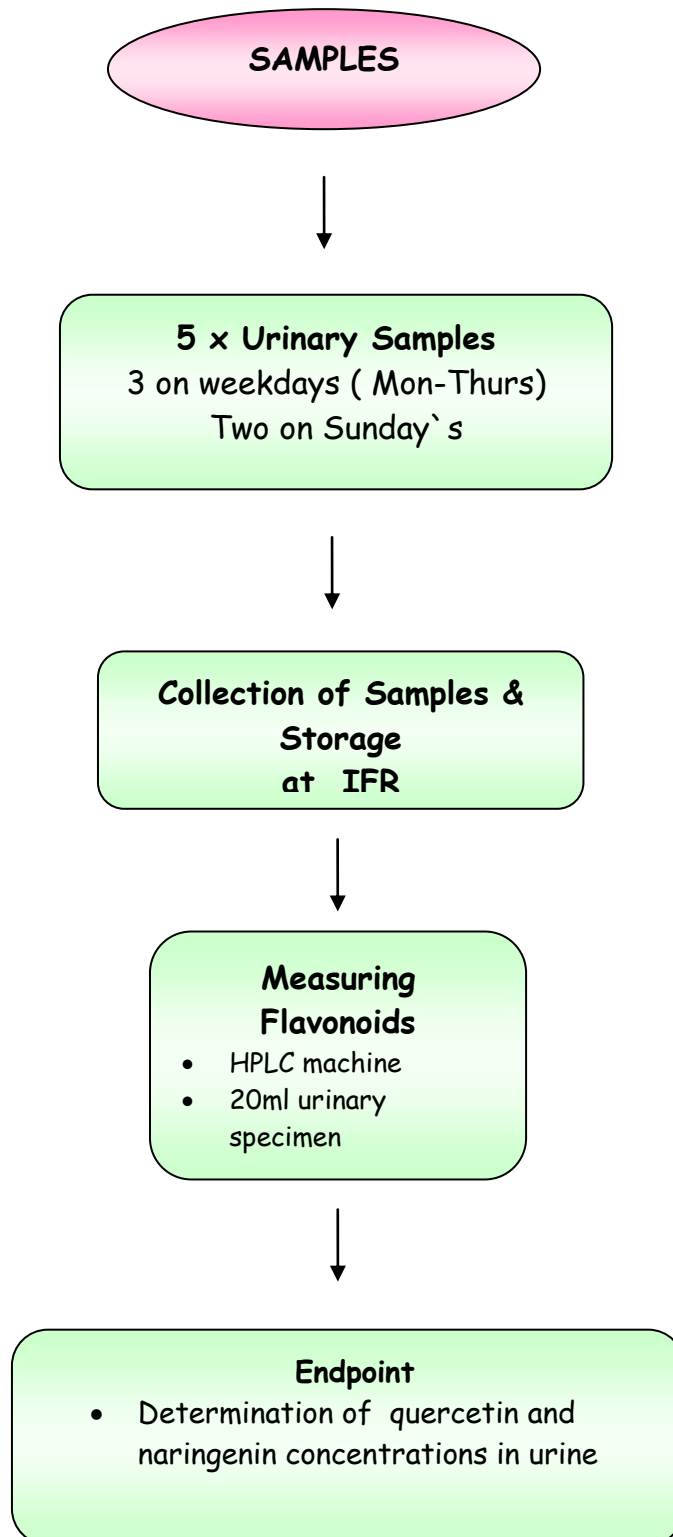 SAMPLES
5 x Urinary Samples
3 on weekdays ( Mon-Thurs)
Two on Sunday`s
Collection of Samples &
Storage
at IFR
Measuring
Flavonoids
• HPLC machine
• 20ml urinary
specimen
Endpoint
• Determination of quercetin and
naringenin concentrations in urine